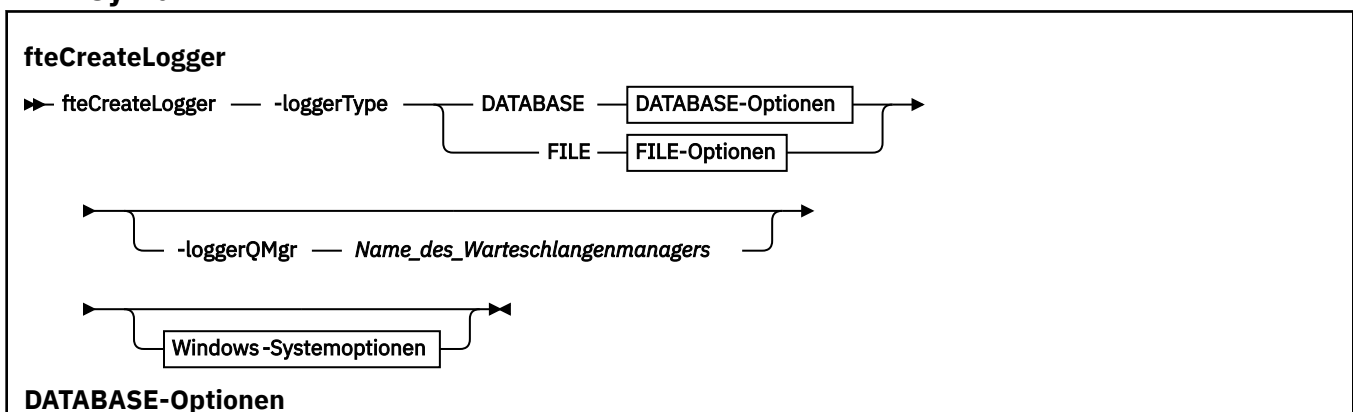 fteCreateLogger
fteCreateLogger -loggerType DATABASE DATABASE-Optionen
FILE FILE-Optionen
-loggerQMgr Name_des_Warteschlangenmanagers
Windows-Systemoptionen
DATABASE-Optionen